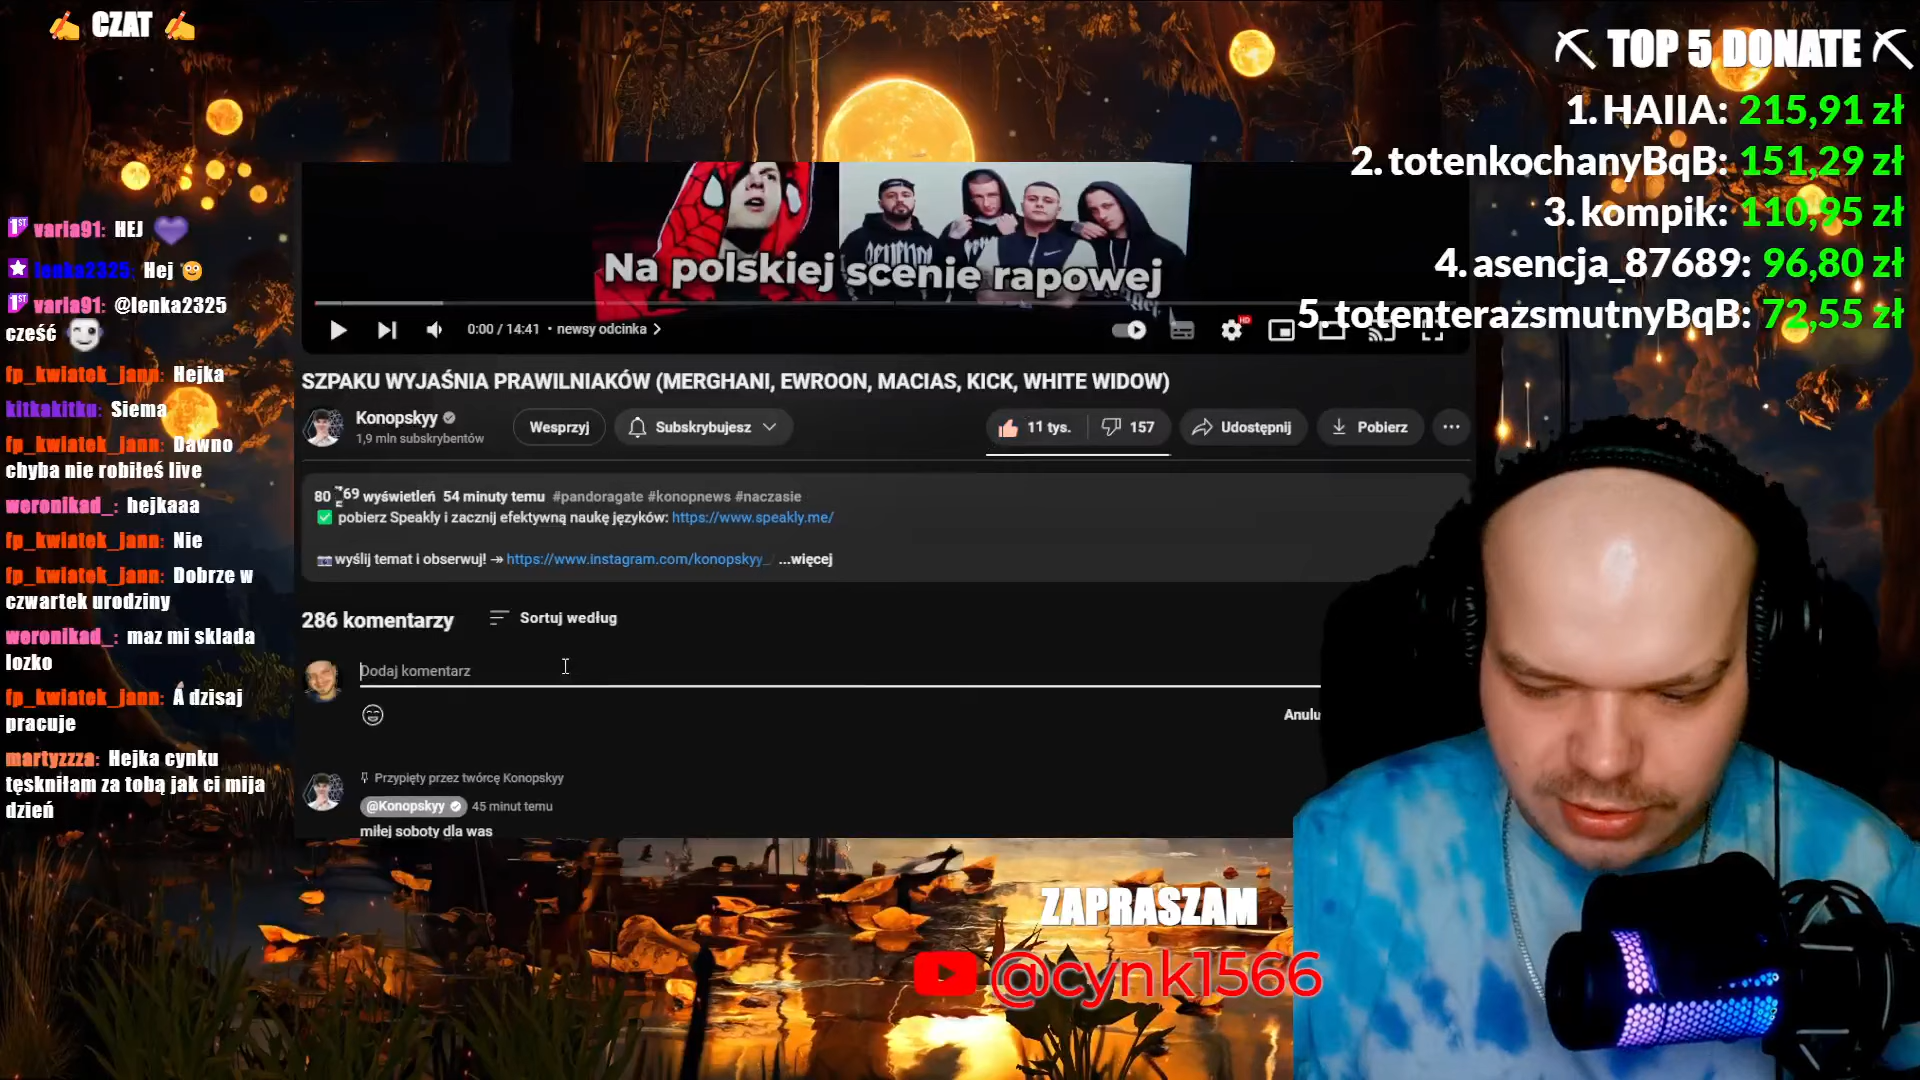 ✍ CZAT ✍
varia91: HEJ 💜
lenka2325: Hej
varia91: @lenka2325
cześć
fp_kwiatek_jann: Hejka
kitkakitku: Siema
fp_kwiatek_jann: Dawno
chyba nie robiłeś live
weronikad_: hejkaaa
fp_kwiatek_jann: Nie
fp_kwiatek_jann: Dobrze w
czwartek urodziny
weronikad_: maz mi sklada
lozko
fp_kwiatek_jann: A dzisaj
pracuje
martyzzza: Hejka cynku
tęskniłam za tobą jak ci mija
dzień
Na polskiej scenie rapowej
0:00 / 14:41 • newsy odcinka >
HD
SZPAKU WYJAŚNIA PRAWILNIAKÓW (MERGHANI, EWROON, MACIAS, KICK, WHITE WIDOW)
Konopskyy
1,9 mln subskrybentów
Wesprzyj
Subskrybujesz
11 tys.
157
Udostępnij
Pobierz
80 69 wyświetleń 54 minuty temu #pandoragate #konopnews #naczasie
✅ pobierz Speakly i zacznij efektywną naukę języków: https://www.speakly.me/
wyślij temat i obserwuj! ↠ https://www.instagram.com/konopskyy_ ...więcej
286 komentarzy
Sortuj według
Dodaj komentarz
Anulu
Przypięty przez twórcę Konopskyy
@Konopskyy 45 minut temu
miłej soboty dla was
⛏ TOP 5 DONATE ⛏
1. HAIIA: 215,91 zł
2. totenkochanyBqB: 151,29 zł
3. kompik: 110,95 zł
4. asencja_87689: 96,80 zł
5. totenterazsmutnyBqB: 72,55 zł
ZAPRASZAM
@cynk1566